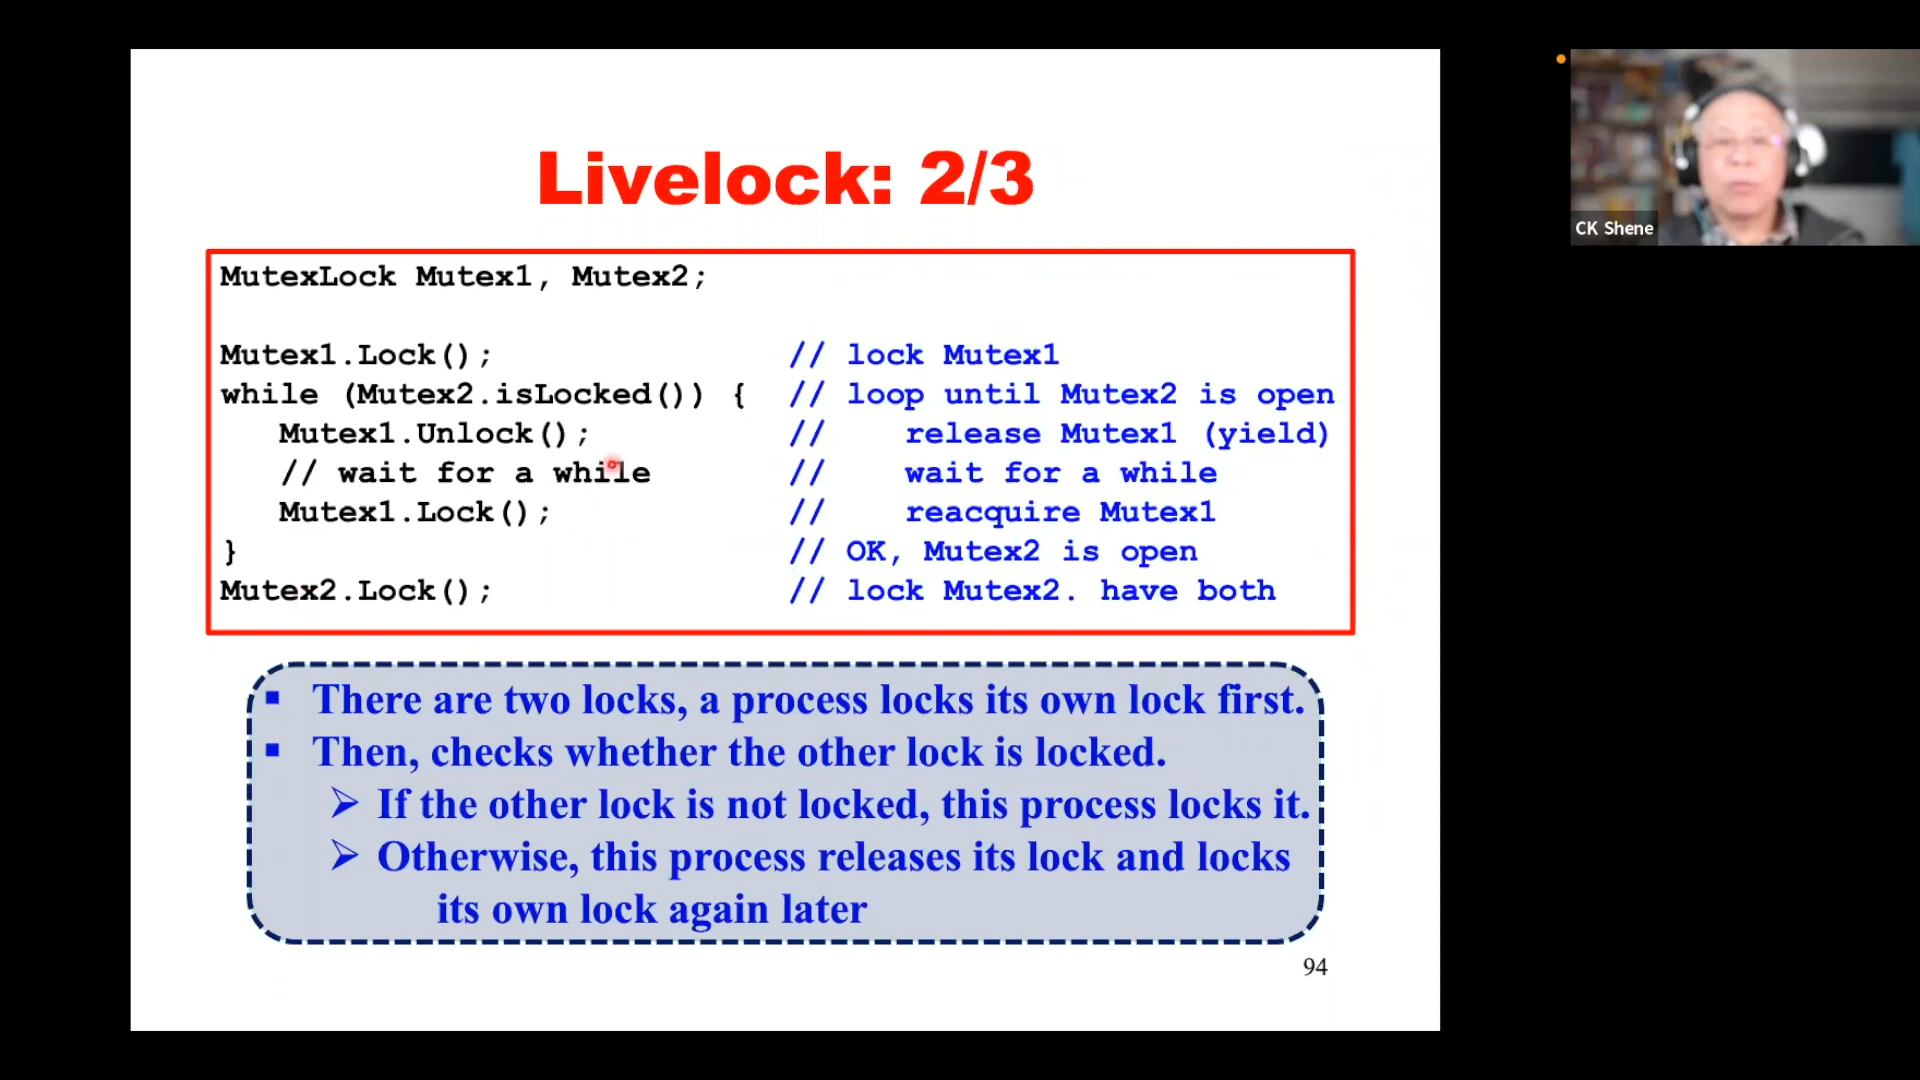 Livelock: 2/3
MutexLock Mutex1, Mutex2;
Mutex1.Lock(); // lock Mutex1
while (Mutex2.isLocked()) { // loop until Mutex2 is open
Mutex1.Unlock(); // release Mutex1 (yield)
// wait for a while // wait for a while
Mutex1.Lock(); // reacquire Mutex1
} // OK, Mutex2 is open
Mutex2.Lock(); // lock Mutex2. have both
▪ There are two locks, a process locks its own lock first.
▪ Then, checks whether the other lock is locked.
➢ If the other lock is not locked, this process locks it.
➢ Otherwise, this process releases its lock and locks
its own lock again later
94
CK Shene